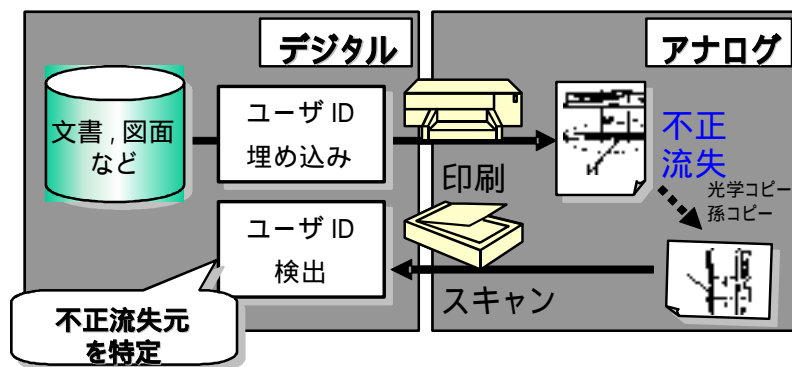 デジタル
アナログ
文書 , 図面
など
ユーザ ID
埋め込み
印刷
不正
流失
光学コピー
孫コピー
ユーザ ID
検出
スキャン
不正流失元
を特定